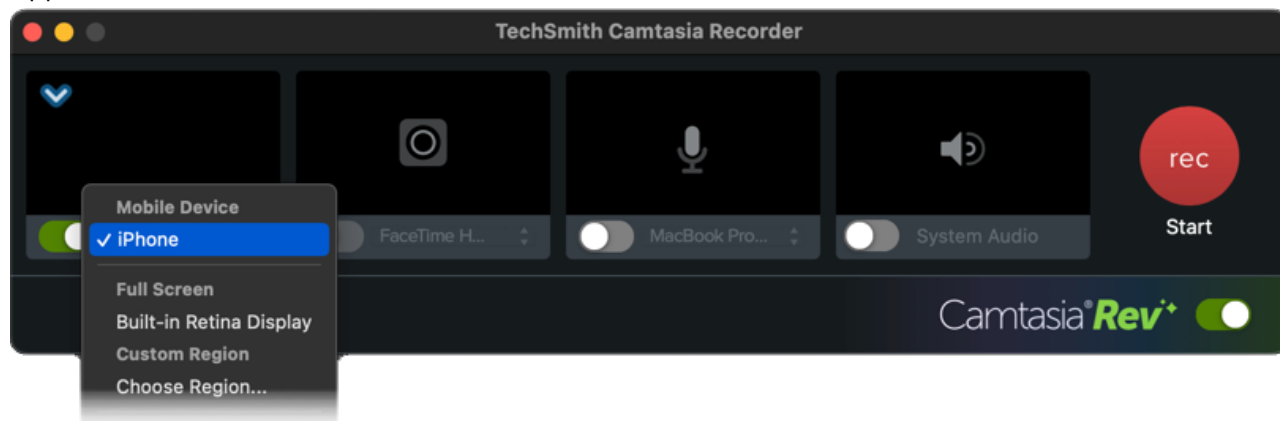 TechSmith Camtasia Recorder
rec
Start
Mobile Device
✓ iPhone
Full Screen
Built-in Retina Display
Custom Region
Choose Region...
FaceTime H...
MacBook Pro...
System Audio
Camtasia® Rev